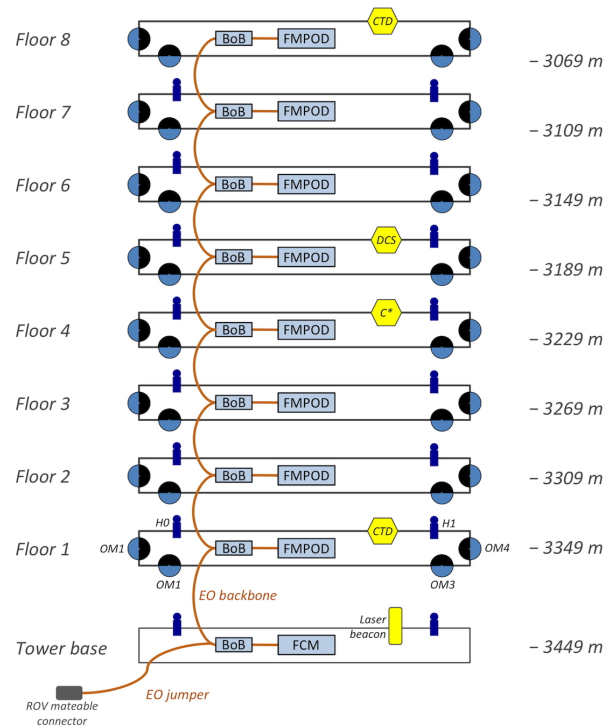 Floor 8
CTD
BoB
FMPOD
− 3069 m
Floor 7
BoB
FMPOD
− 3109 m
Floor 6
BoB
FMPOD
− 3149 m
Floor 5
DCS
BoB
FMPOD
− 3189 m
Floor 4
C*
BoB
FMPOD
− 3229 m
Floor 3
BoB
FMPOD
− 3269 m
Floor 2
BoB
FMPOD
− 3309 m
H0
CTD
H1
Floor 1
OM1
BoB
FMPOD
OM4
− 3349 m
OM1
OM3
EO backbone
Laser
beacon
Tower base
BoB
FCM
− 3449 m
EO jumper
ROV mateable
connector